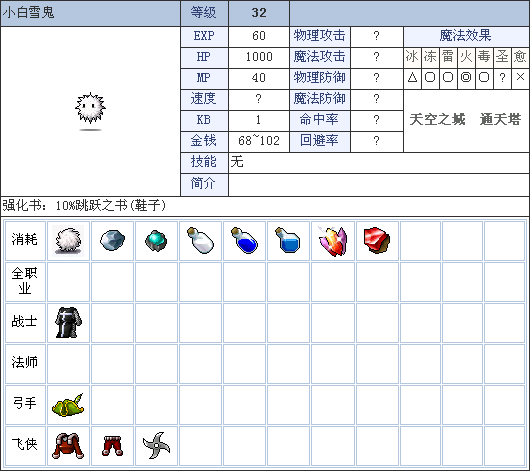 小白雪鬼 等级 32
EXP 60 物理攻击 ? 魔法效果
HP 1000 魔法攻击 ? 冰 冻 雷 火 毒 圣 愈
MP 40 物理防御 ? △ ○ ○ ◎ ○ ? ×
速度 ? 魔法防御 ?
KB 1 命中率 ? 天空之城 通天塔
金钱 68~102 回避率 ?
技能 无
简介
强化书: 10%跳跃之书(鞋子)
消耗
全职
业
战士
法师
弓手
飞侠